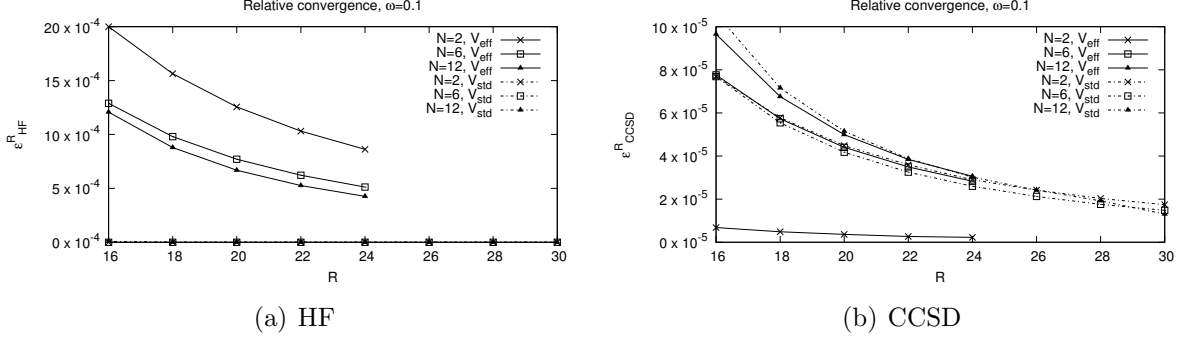 Relative convergence, ω=0.1
20 x 10⁻⁴
15 x 10⁻⁴
10 x 10⁻⁴
5 x 10⁻⁴
0 x 10⁻⁴
ε^R_HF
N=2, V_eff
N=6, V_eff
N=12, V_eff
N=2, V_std
N=6, V_std
N=12, V_std
16 18 20 22 24 26 28 30
R
(a) HF
Relative convergence, ω=0.1
10 x 10⁻⁵
8 x 10⁻⁵
6 x 10⁻⁵
4 x 10⁻⁵
2 x 10⁻⁵
0 x 10⁻⁵
ε^R_CCSD
N=2, V_eff
N=6, V_eff
N=12, V_eff
N=2, V_std
N=6, V_std
N=12, V_std
16 18 20 22 24 26 28 30
R
(b) CCSD